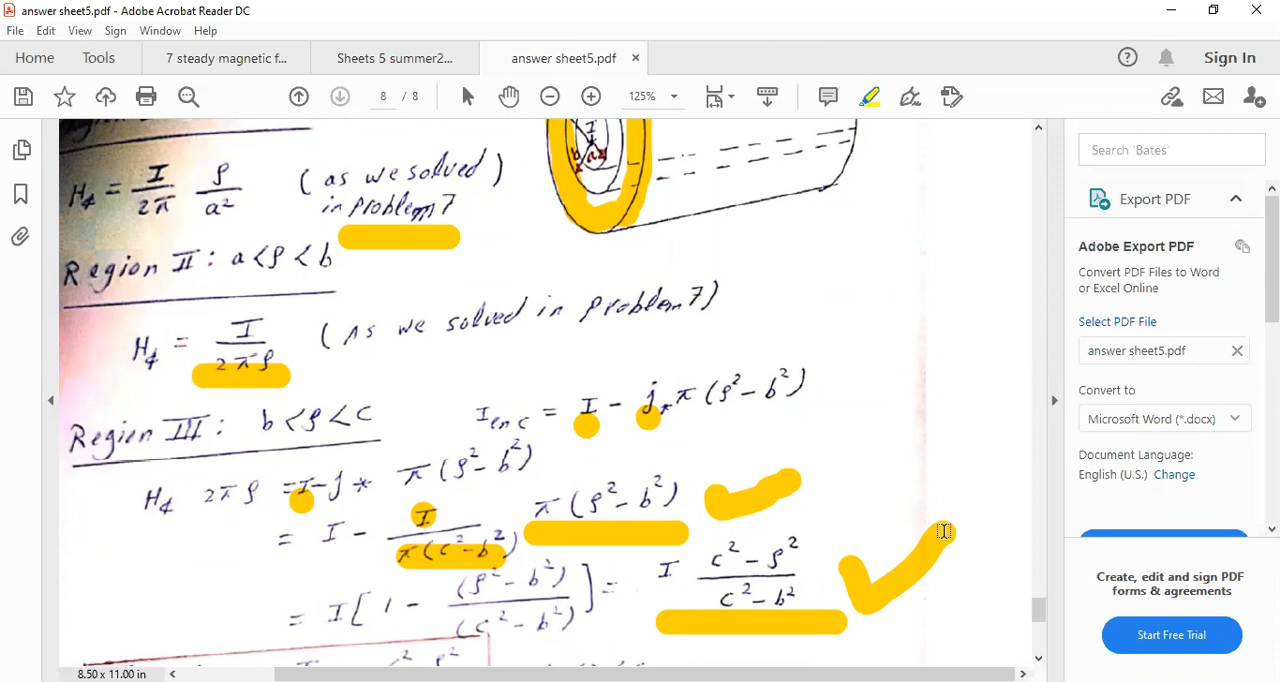 answer sheet5.pdf - Adobe Acrobat Reader DC
File Edit View Sign Window Help
Home Tools 7 steady magnetic f... Sheets 5 summer2... answer sheet5.pdf × Sign In
8 / 8 125%
Search 'Bates'
Export PDF
Adobe Export PDF
Convert PDF Files to Word
or Excel Online
Select PDF File
answer sheet5.pdf
Convert to
Microsoft Word (*.docx)
Document Language:
English (U.S.) Change
Create, edit and sign PDF
forms & agreements
Start Free Trial
H_ϕ = I/2π ρ/a² (as we solved)
in problem 7
Region II : a<ρ<b
H_ϕ = I/2πρ (As we solved in problem 7)
Region III : b<ρ<c I enc = I - j * π (ρ² - b²)
H_ϕ 2πρ = I - j * π (ρ² - b²)
= I - I/π(c² - b²) π (ρ² - b²)
= I [ 1 - (ρ² - b²)/(c² - b²) ] = I c² - ρ²/c² - b²
8.50 x 11.00 in